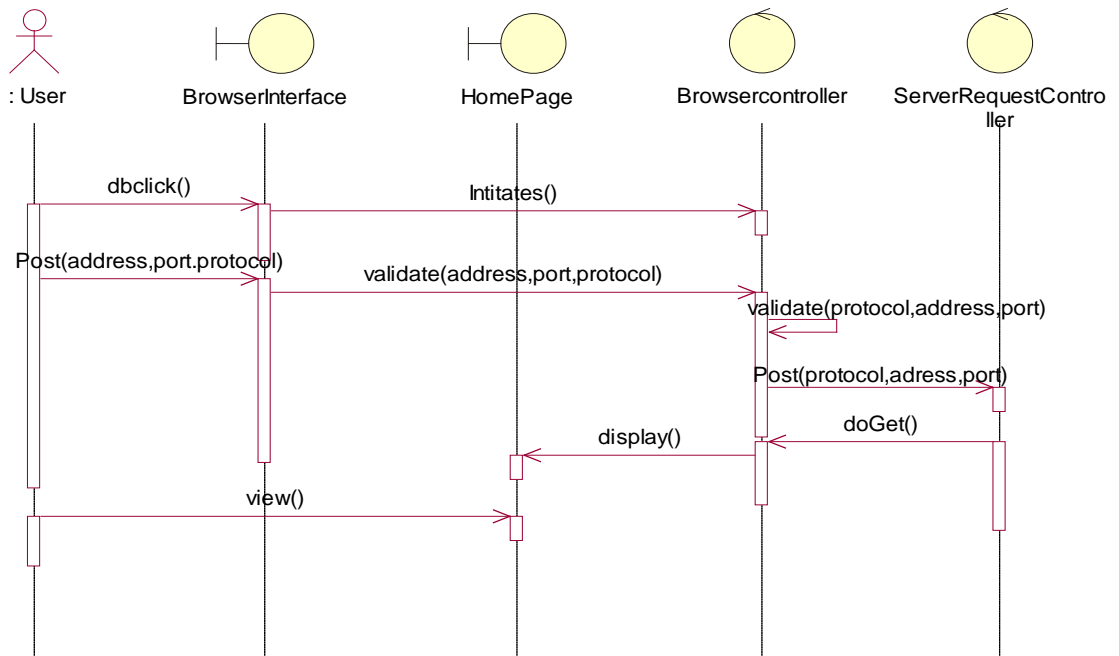 : User
BrowserInterface
HomePage
Browsercontroller
ServerRequestContro
ller
dbclick()
Intitates()
Post(address,port.protocol)
validate(address,port,protocol)
validate(protocol,address,port)
Post(protocol,adress,port)
doGet()
display()
view()